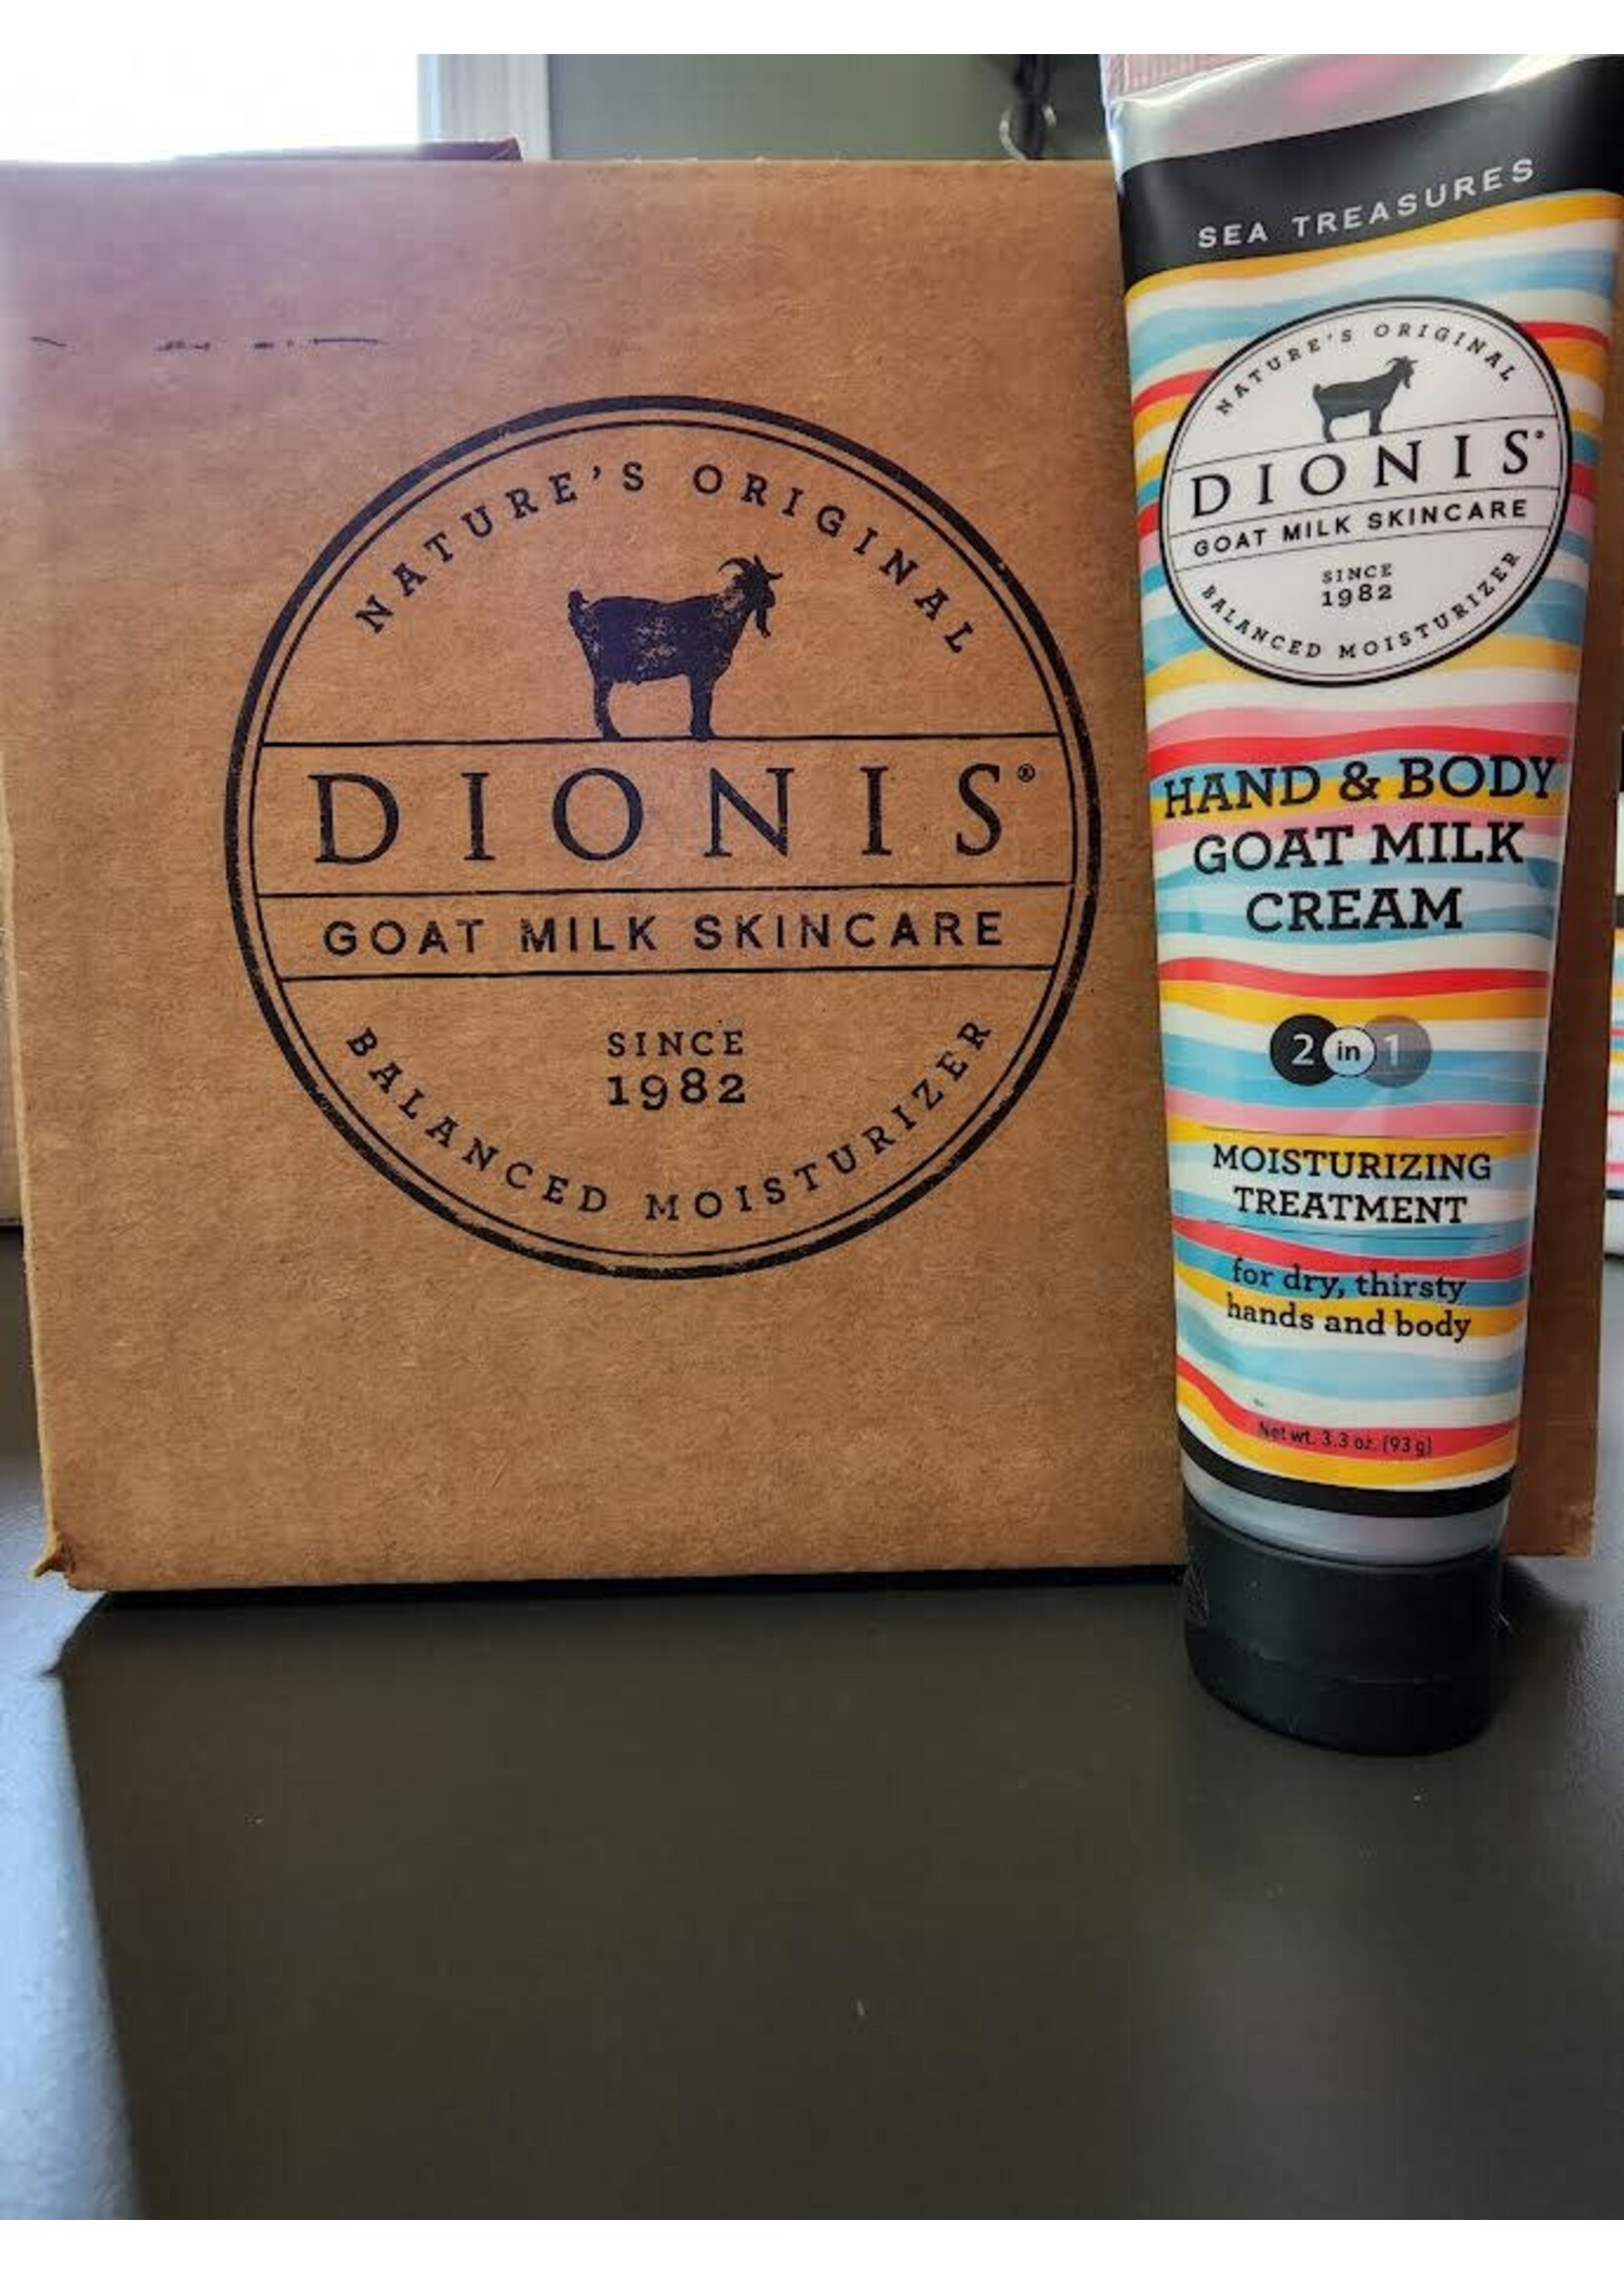 NATURE'S ORIGINAL
DIONIS®
GOAT MILK SKINCARE
SINCE
1982
BALANCED MOISTURIZER
SEA TREASURES
NATURE'S ORIGINAL
DIONIS®
GOAT MILK SKINCARE
SINCE
1982
BALANCED MOISTURIZER
HAND & BODY
GOAT MILK
CREAM
2 in 1
MOISTURIZING
TREATMENT
for dry, thirsty
hands and body
Net wt. 3.3 oz. (93 g)